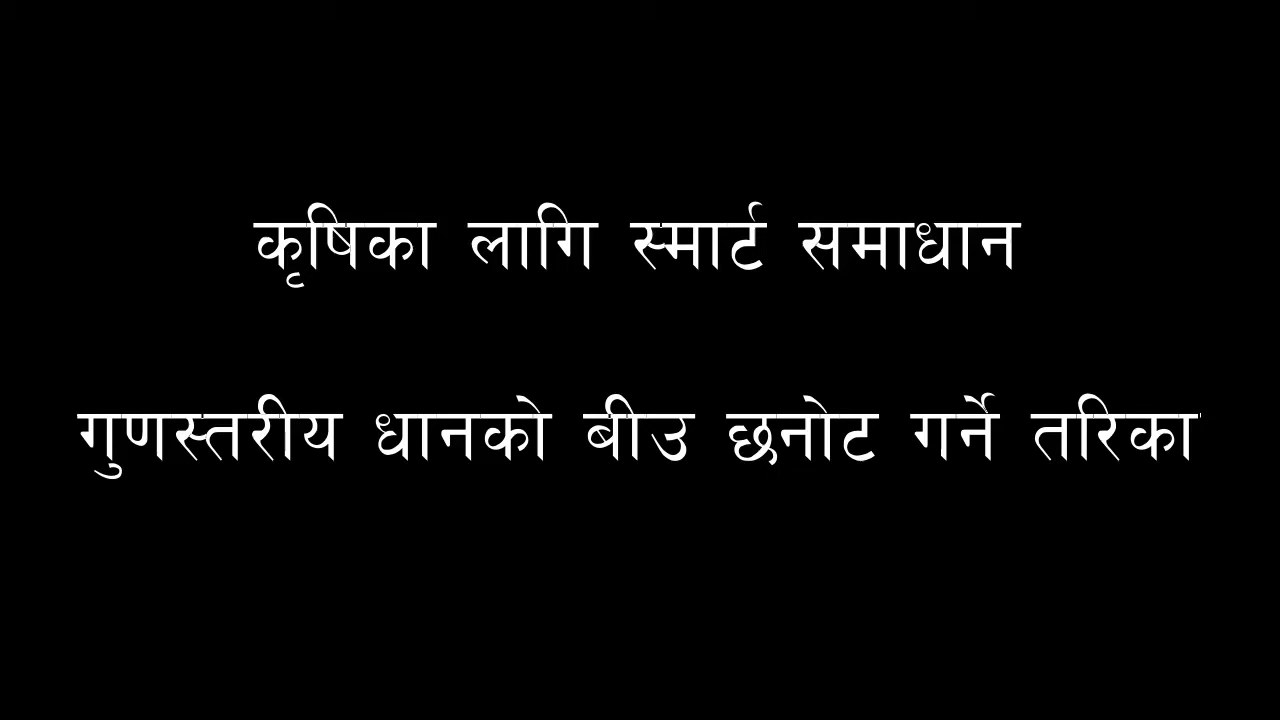 कृषिका लागि स्मार्ट समाधान
गुणस्तरीय धानको बीउ छनोट गर्ने तरिका